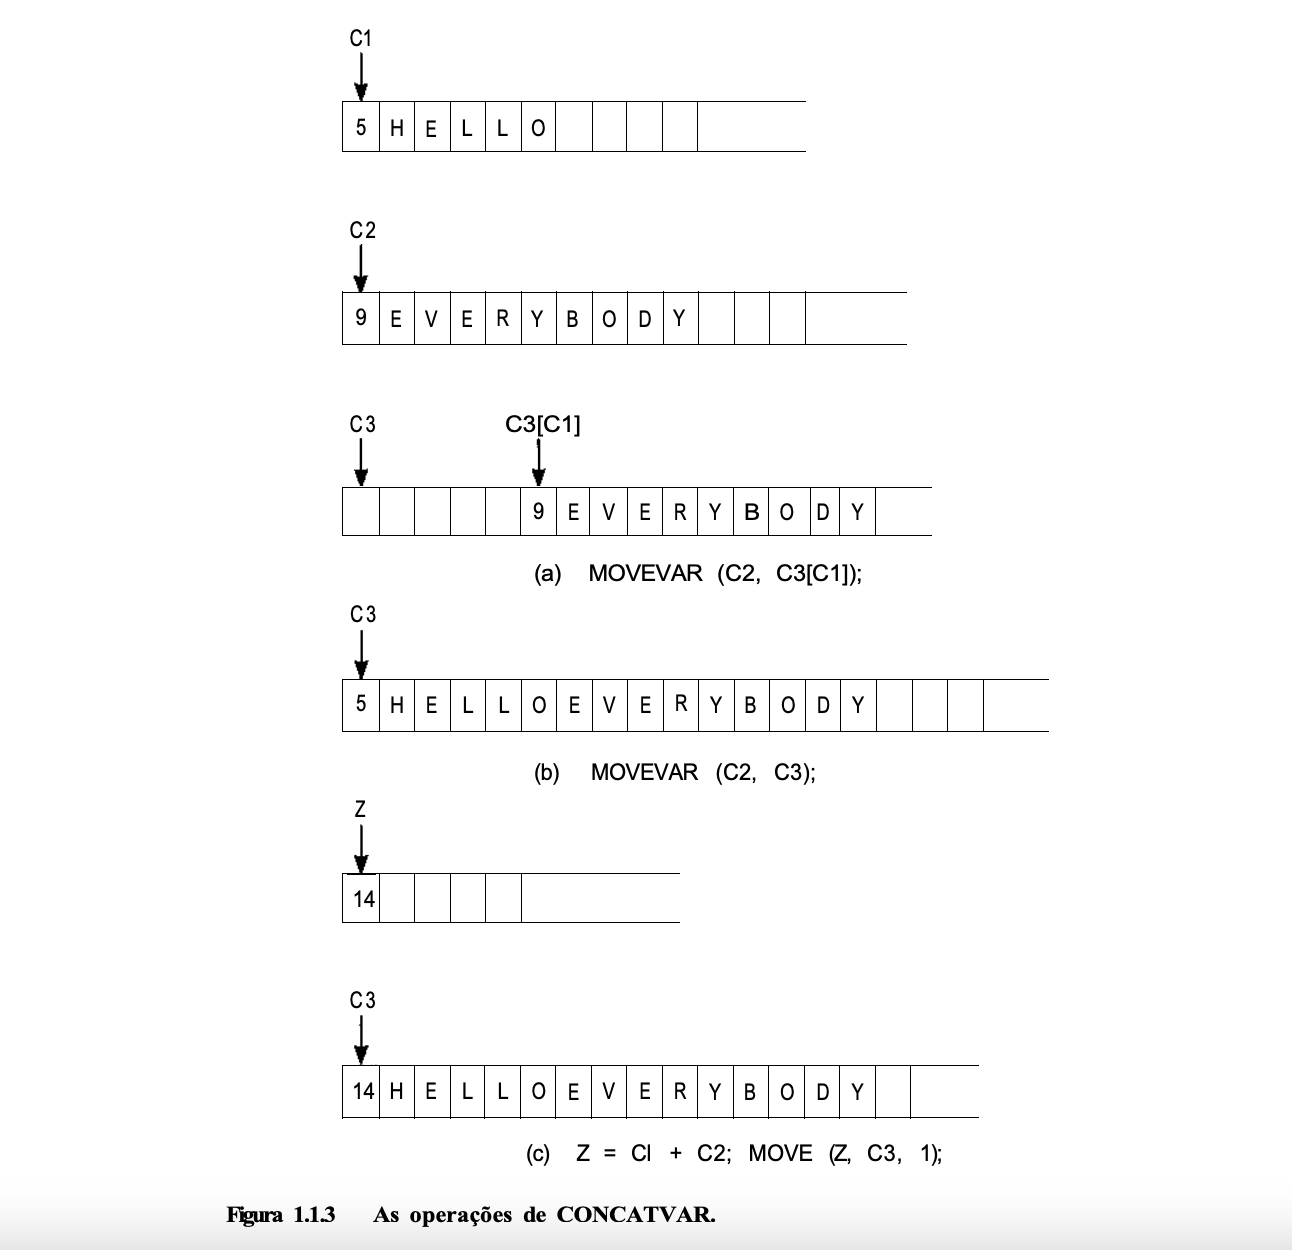 C1
5 H E L L O
C2
9 E V E R Y B O D Y
C3 C3[C1]
9 E V E R Y B O D Y
(a) MOVEVAR (C2, C3[C1]);
C3
5 H E L L O E V E R Y B O D Y
(b) MOVEVAR (C2, C3);
Z
14
C3
14 H E L L O E V E R Y B O D Y
(c) Z = Cl + C2; MOVE (Z, C3, 1);
Figura 1.1.3 As operações de CONCATVAR.